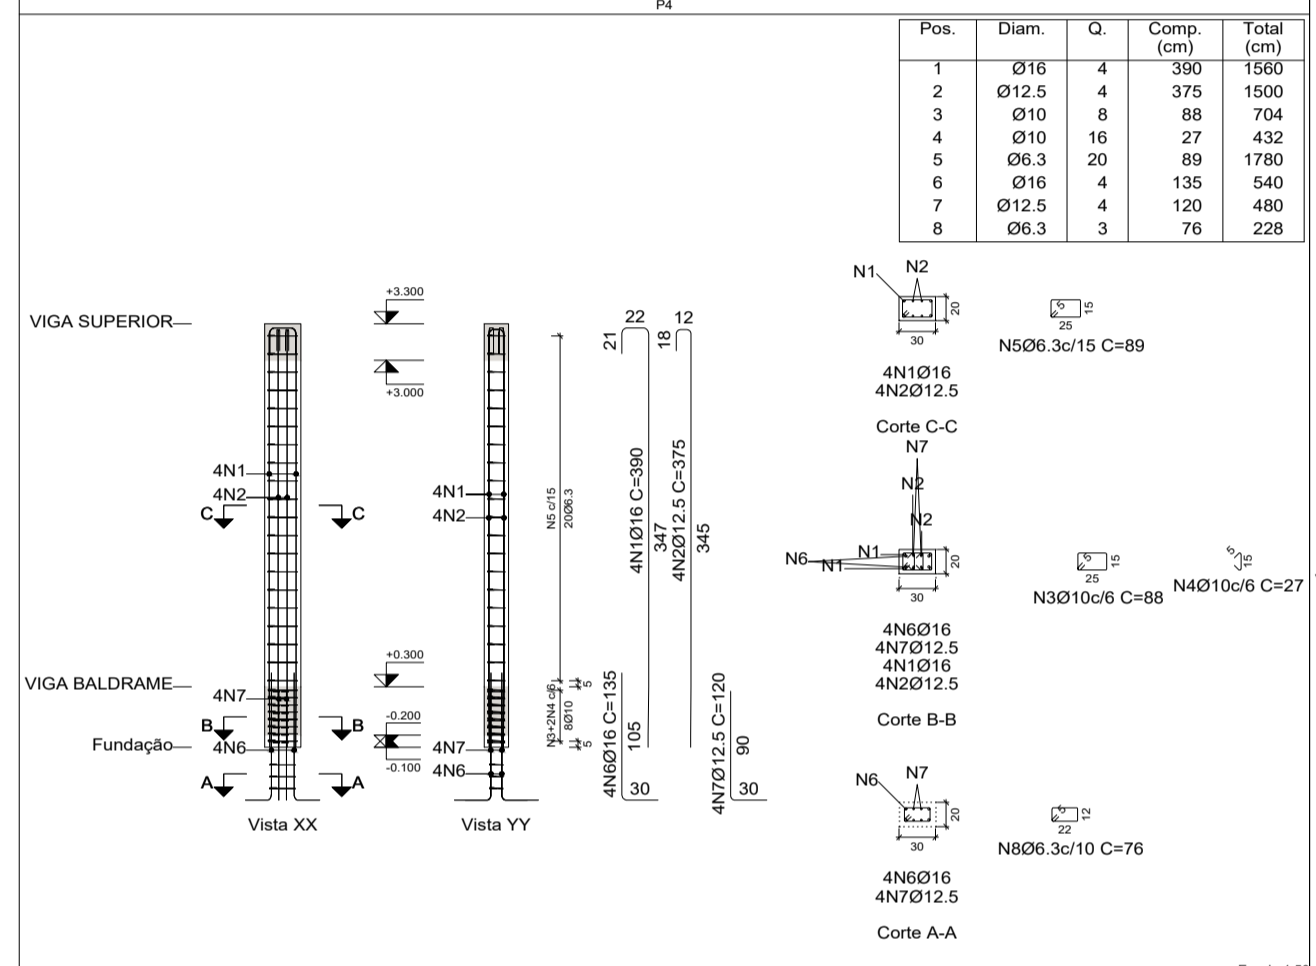 P4
Pos. Diam. Q. Comp. (cm) Total (cm)
1 Ø16 4 390 1560
2 Ø12.5 4 375 1500
3 Ø10 8 88 704
4 Ø10 16 27 432
5 Ø6.3 20 89 1780
6 Ø16 4 135 540
7 Ø12.5 4 120 480
8 Ø6.3 3 76 228
VIGA SUPERIOR
+3.300
+3.000
4N1
4N2
C C
VIGA BALDRAME
+0.300
4N7
B B
-0.200
Fundação
4N6
-0.100
A A
Vista XX
4N1
4N2
4N7
4N6
Vista YY
N5 c/15
20Ø6.3
N3+2N4 c/6
8Ø10
5
5
22
21
4N1Ø16 C=390
347
12
18
4N2Ø12.5 C=375
345
4N6Ø16 C=135
105
30
4N7Ø12.5 C=120
90
30
N1 N2
20
30
4N1Ø16
4N2Ø12.5
Corte C-C
5
15
25
N5Ø6.3c/15 C=89
N7
N2
N2
N6 N1
N1
20
30
4N6Ø16
4N7Ø12.5
4N1Ø16
4N2Ø12.5
Corte B-B
5
15
25
N3Ø10c/6 C=88
5
15
N4Ø10c/6 C=27
N6 N7
20
30
4N6Ø16
4N7Ø12.5
Corte A-A
5
12
22
N8Ø6.3c/10 C=76